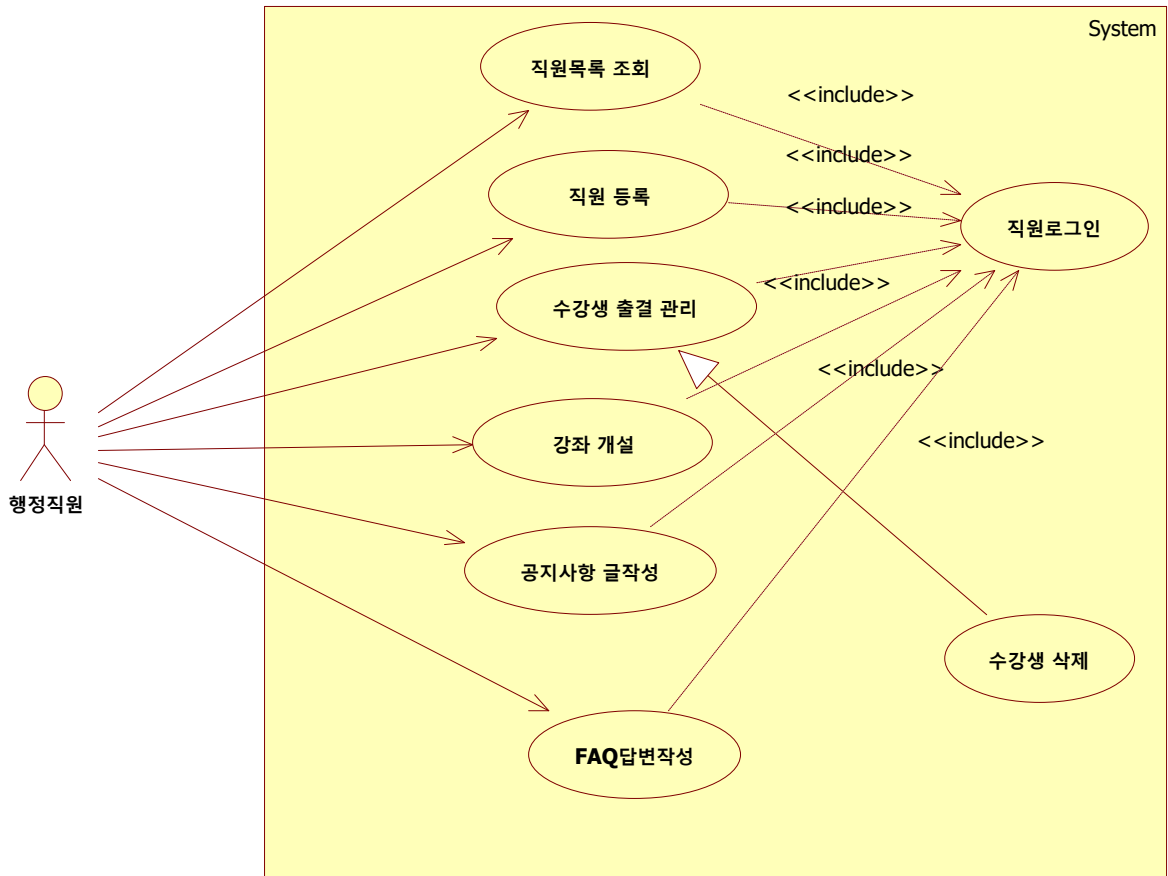 System
직원목록 조회
<<include>>
<<include>>
직원 등록
<<include>>
직원로그인
수강생 출결 관리
<<include>>
<<include>>
강좌 개설
<<include>>
행정직원
공지사항 글작성
수강생 삭제
FAQ답변작성